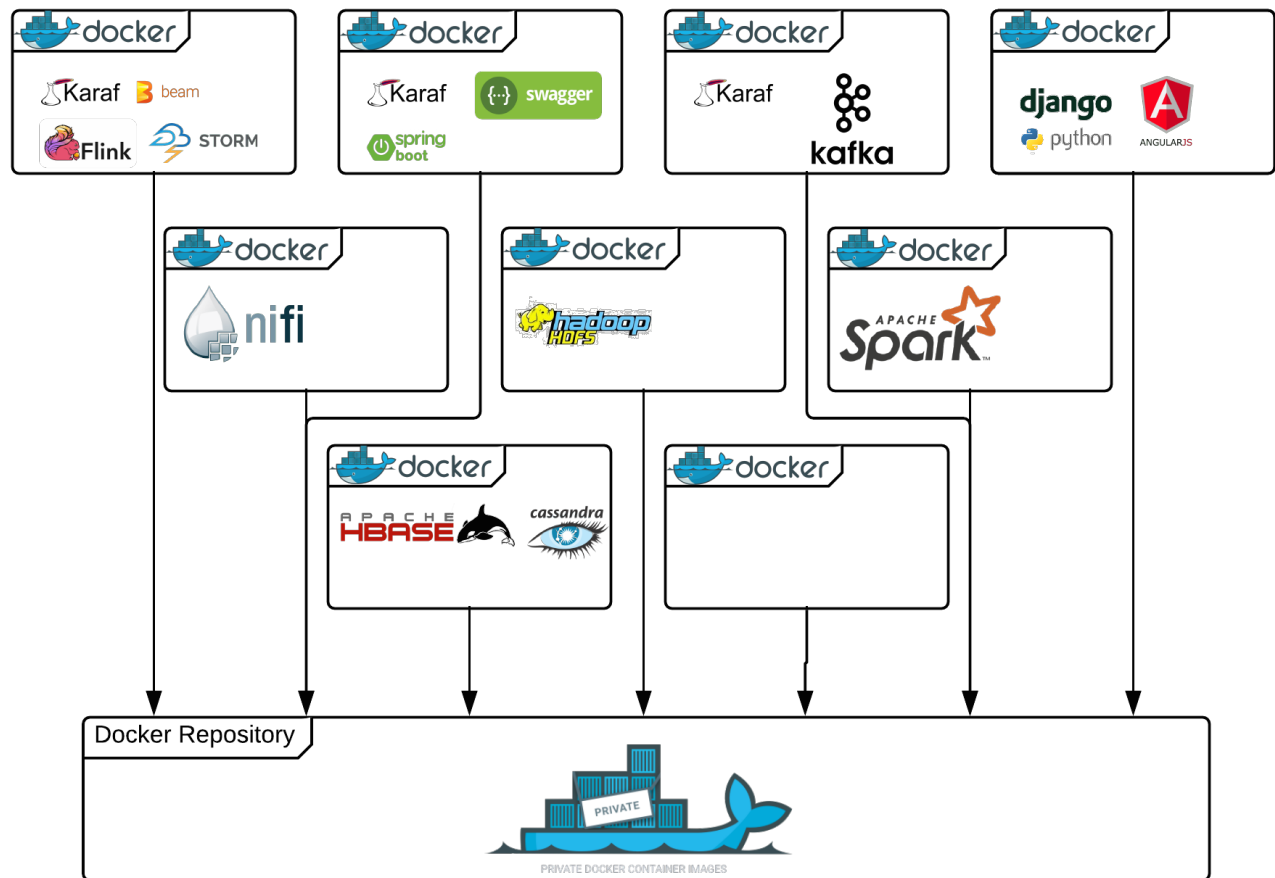 docker
Karaf
beam
Flink
STORM
docker
Karaf
{···} swagger
spring
boot
docker
Karaf
kafka
docker
django
python
A
ANGULARJS
docker
nifi
docker
hadoop
HDFS
docker
APACHE
Spark™
docker
APACHE
HBASE
cassandra
docker
Docker Repository
PRIVATE
PRIVATE DOCKER CONTAINER IMAGES